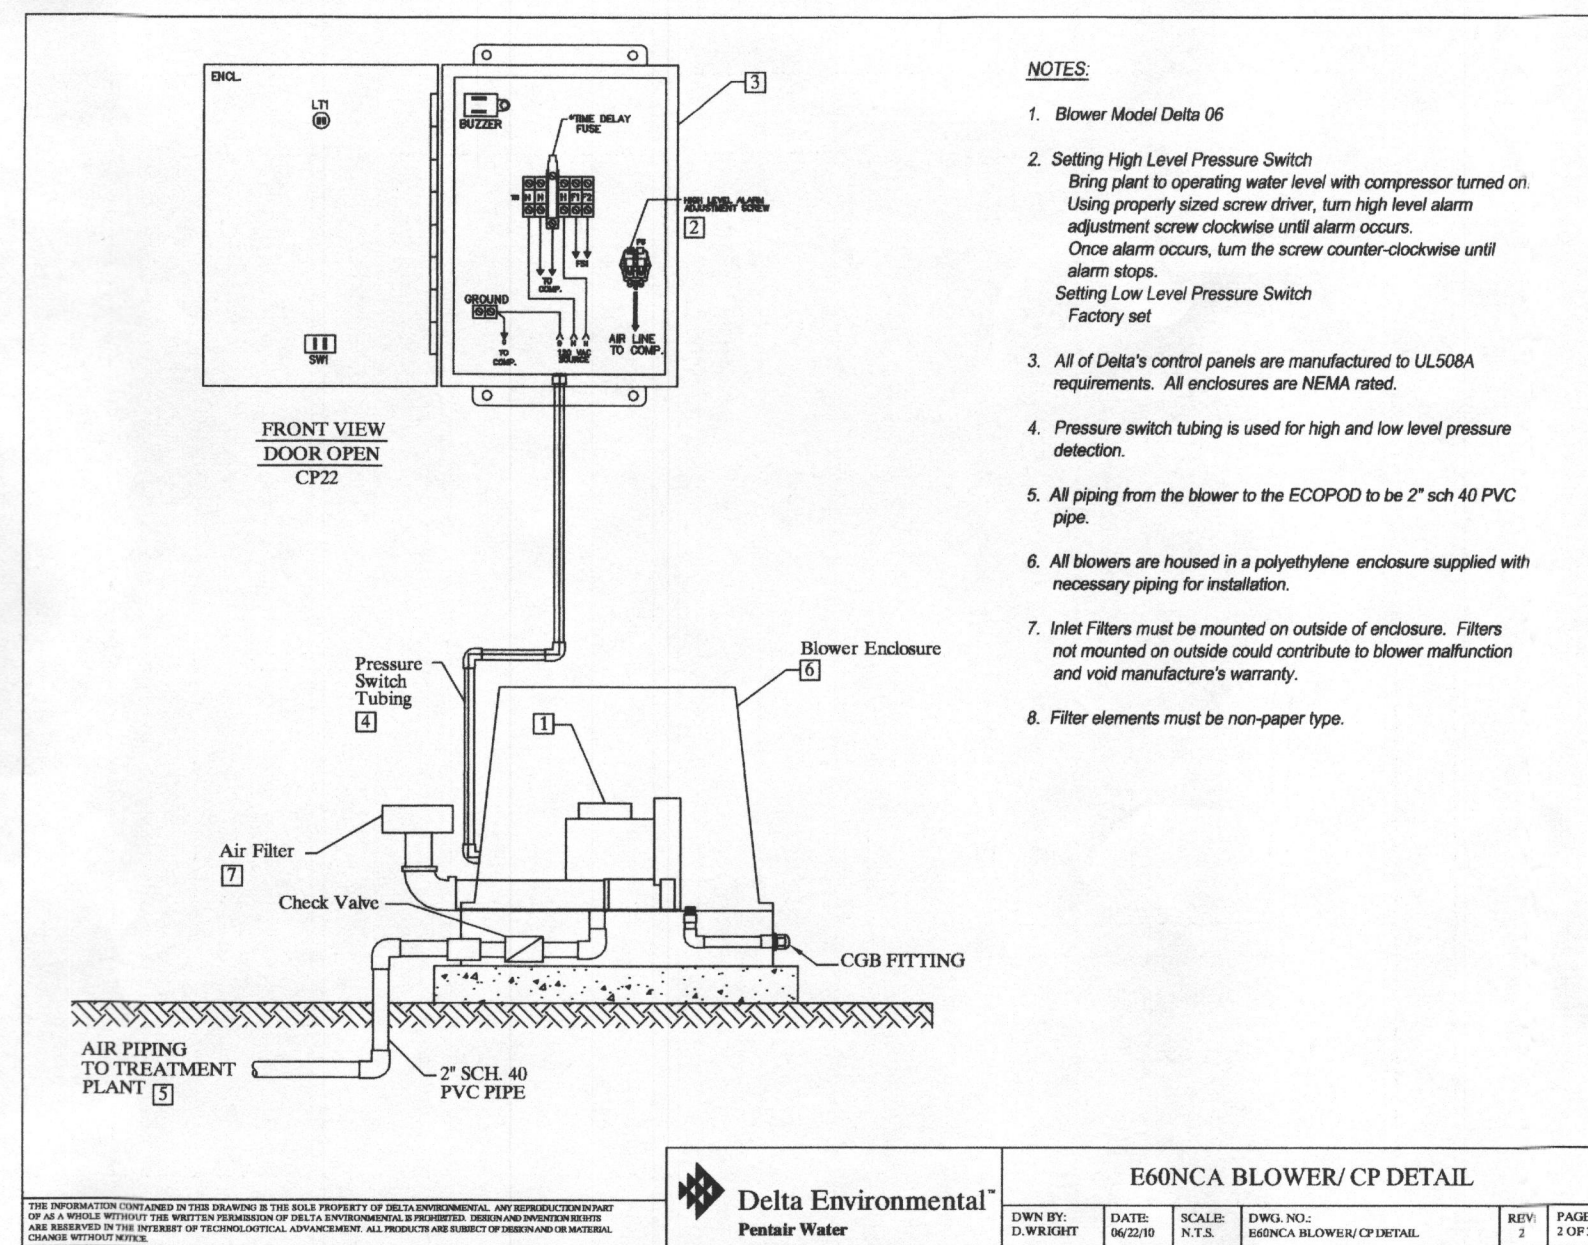 ENCL.
LT1
SW1
FRONT VIEW
DOOR OPEN
CP22
BUZZER
*TIME DELAY
FUSE
3
HIGH LEVEL ALARM
ADJUSTMENT SCREW
2
N N H F1 F2
PS
FS1
TO
COMP.
GROUND
TO
COMP.
G H N
120 VAC
SOURCE
AIR LINE
TO COMP.
Pressure
Switch
Tubing
4
Blower Enclosure
6
1
Air Filter
7
Check Valve
CGB FITTING
AIR PIPING
TO TREATMENT
PLANT 5
2" SCH. 40
PVC PIPE
NOTES:
1. Blower Model Delta 06
2. Setting High Level Pressure Switch
Bring plant to operating water level with compressor turned on.
Using properly sized screw driver, turn high level alarm
adjustment screw clockwise until alarm occurs.
Once alarm occurs, turn the screw counter-clockwise until
alarm stops.
Setting Low Level Pressure Switch
Factory set
3. All of Delta's control panels are manufactured to UL508A
requirements. All enclosures are NEMA rated.
4. Pressure switch tubing is used for high and low level pressure
detection.
5. All piping from the blower to the ECOPOD to be 2" sch 40 PVC
pipe.
6. All blowers are housed in a polyethylene enclosure supplied with
necessary piping for installation.
7. Inlet Filters must be mounted on outside of enclosure. Filters
not mounted on outside could contribute to blower malfunction
and void manufacture's warranty.
8. Filter elements must be non-paper type.
THE INFORMATION CONTAINED IN THIS DRAWING IS THE SOLE PROPERTY OF DELTA ENVIRONMENTAL. ANY REPRODUCTION IN PART
OF AS A WHOLE WITHOUT THE WRITTEN PERMISSION OF DELTA ENVIRONMENTAL IS PROHIBITED. DESIGN AND INVENTION RIGHTS
ARE RESERVED IN THE INTEREST OF TECHNOLOGTICAL ADVANCEMENT. ALL PRODUCTS ARE SUBJECT OF DESIGN AND OR MATERIAL
CHANGE WITHOUT NOTICE.
Delta Environmental™
Pentair Water
E60NCA BLOWER/ CP DETAIL
DWN BY:
D.WRIGHT
DATE:
06/22/10
SCALE:
N.T.S.
DWG. NO.:
E60NCA BLOWER/ CP DETAIL
REV:
2
PAGE
2 OF